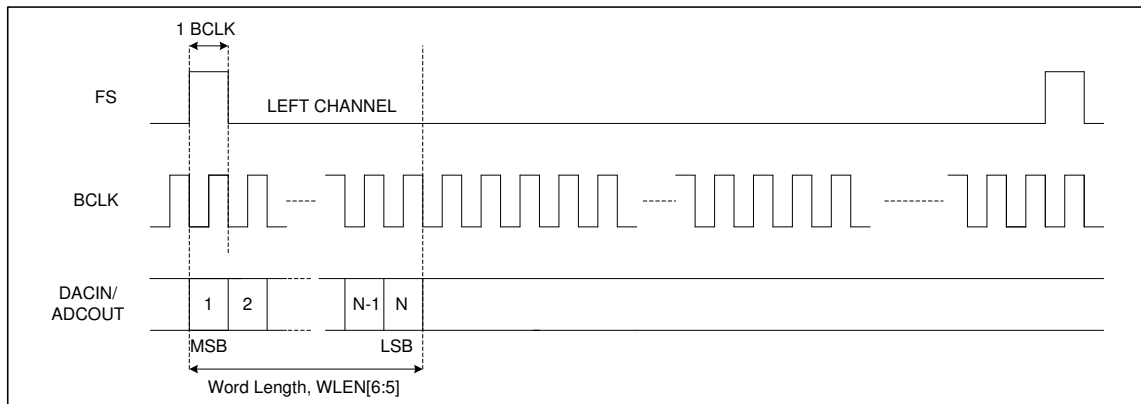 1 BCLK
FS
LEFT CHANNEL
BCLK
DACIN/
ADCOUT
1
2
N-1
N
MSB
LSB
Word Length, WLEN[6:5]